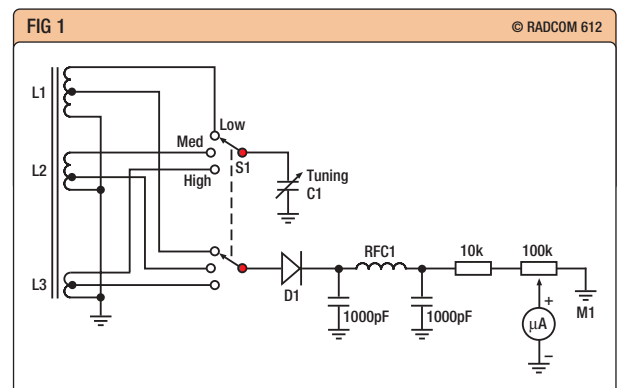 FIG 1
© RADCOM 612
L1
Low
Med
S1
L2
High
Tuning
C1
RFC1
10k
100k
L3
D1
1000pF
1000pF
+
M1
µA
–